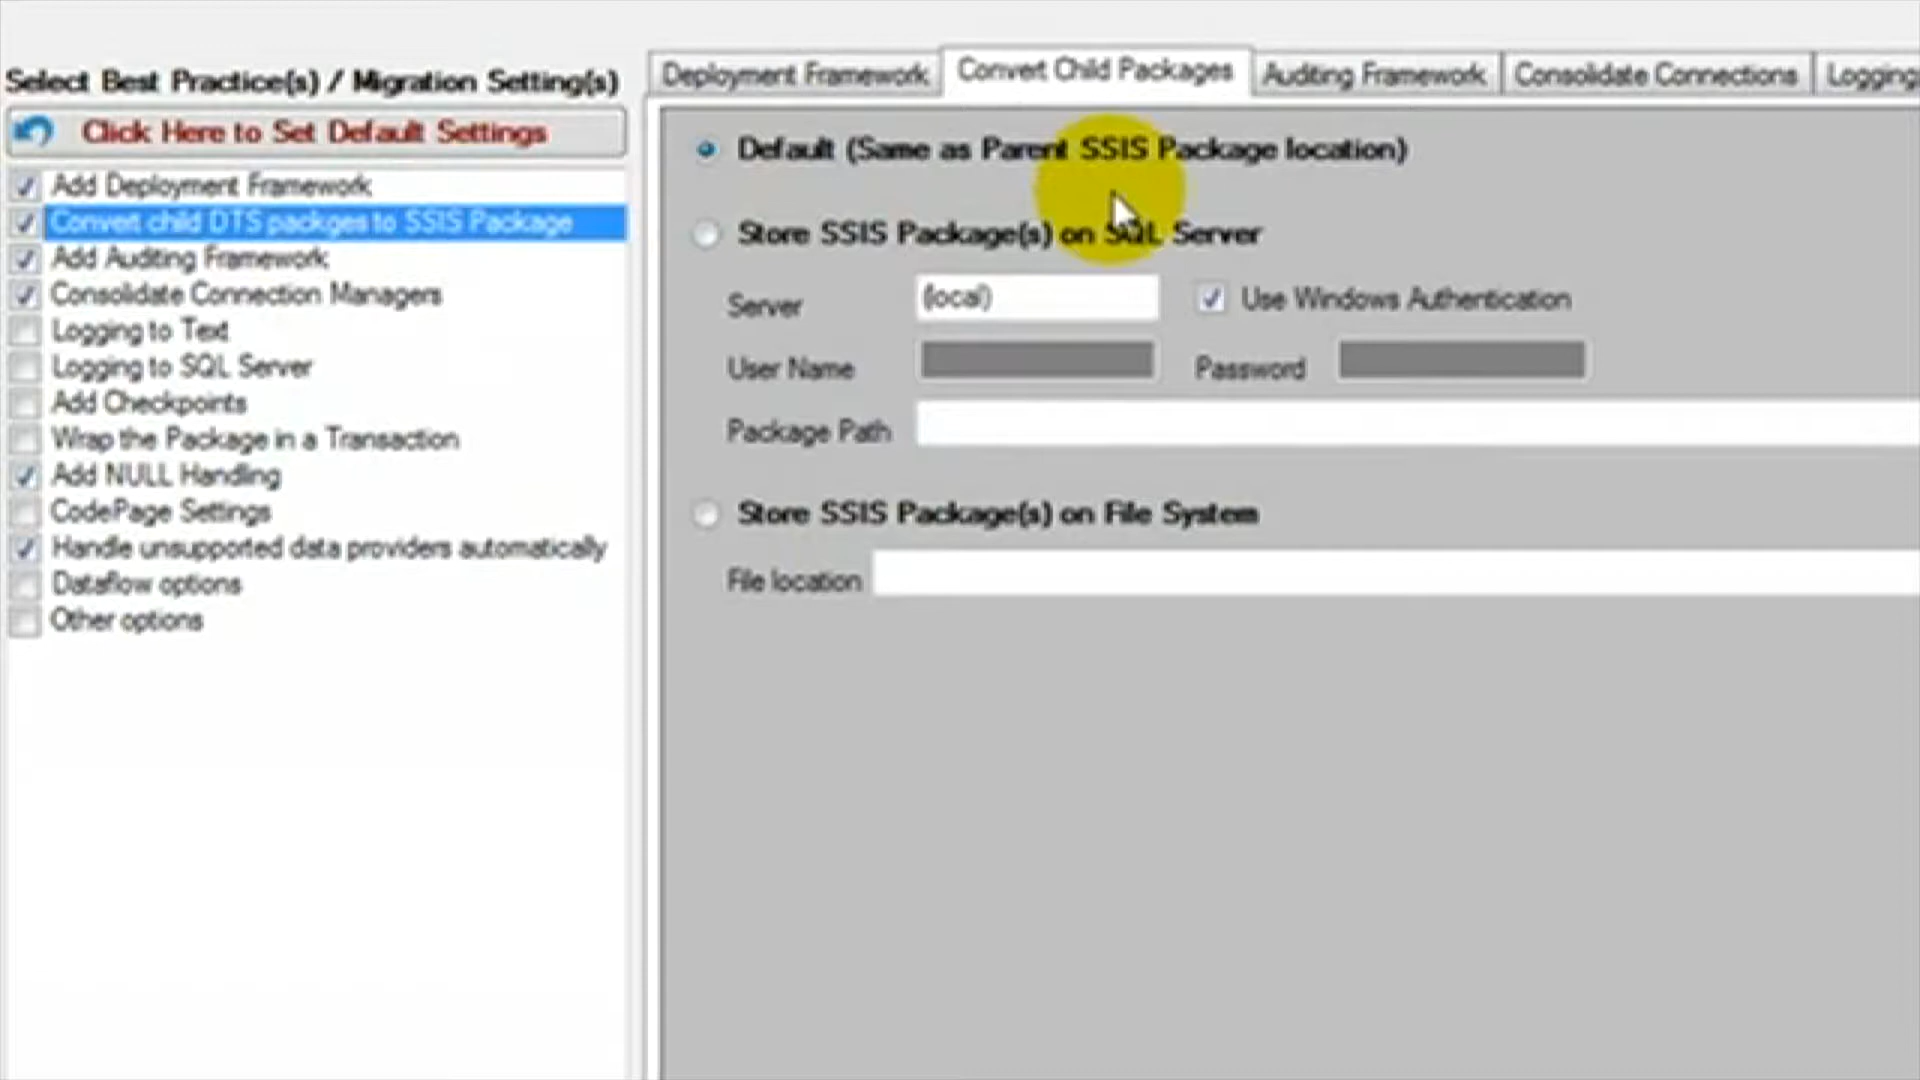 Select Best Practice(s) / Migration Setting(s)
Click Here to Set Default Settings
Add Deployment Framework
Convert child DTS packges to SSIS Package
Add Auditing Framework
Consolidate Connection Managers
Logging to Text
Logging to SQL Server
Add Checkpoints
Wrap the Package in a Transaction
Add NULL Handling
CodePage Settings
Handle unsupported data providers automatically
Dataflow options
Other options
Deployment Framework Convert Child Packages Auditing Framework Consolidate Connections Logging
Default (Same as Parent SSIS Package location)
Store SSIS Package(s) on SQL Server
Server (local) Use Windows Authentication
User Name Password
Package Path
Store SSIS Package(s) on File System
File location